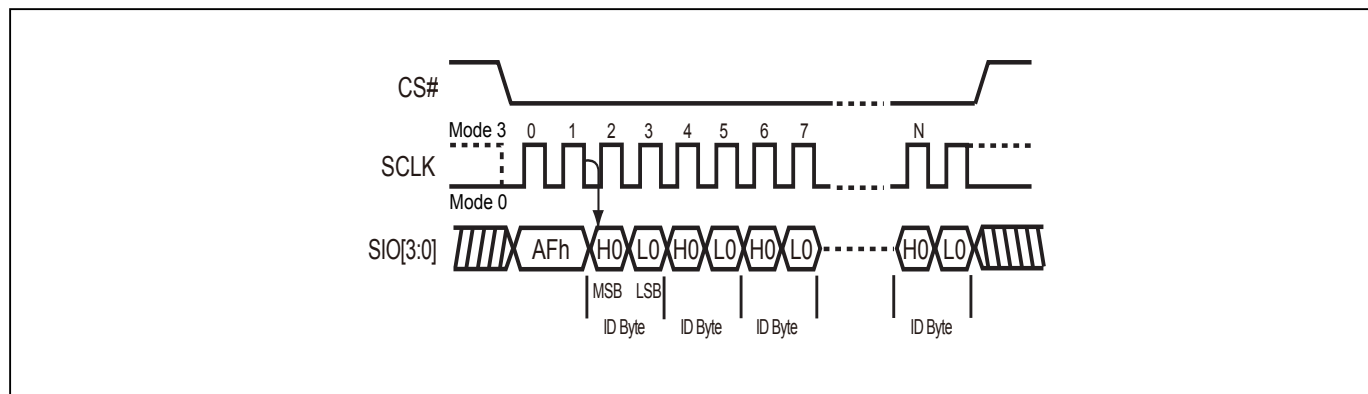 CS#
Mode 3 0 1 2 3 4 5 6 7 N
SCLK
Mode 0
SIO[3:0] AFh H0 L0 H0 L0 H0 L0 H0 L0
MSB LSB
ID Byte ID Byte ID Byte ID Byte